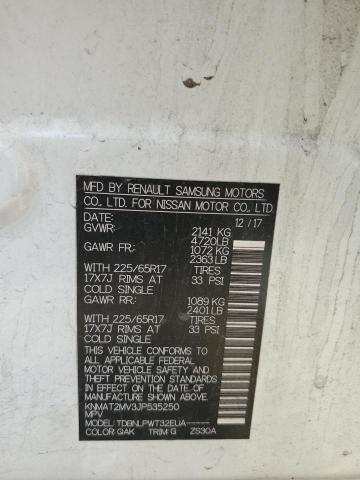 MFD BY RENAULT SAMSUNG MOTORS
CO., LTD. FOR NISSAN MOTOR CO., LTD.
DATE: 12/17
GVWR: 2141 KG
4720LB
GAWR FR: 1072 KG
2363LB
WITH 225/65R17 TIRES
17X7J RIMS AT 33 PSI
COLD SINGLE
GAWR RR: 1089 KG
2401LB
WITH 225/65R17 TIRES
17X7J RIMS AT 33 PSI
COLD SINGLE
THIS VEHICLE CONFORMS TO
ALL APPLICABLE FEDERAL
MOTOR VEHICLE SAFETY AND
THEFT PREVENTION STANDARDS
IN EFFECT ON THE DATE OF
MANUFACTURE SHOWN ABOVE.
KNMAT2MV3JP535250
MPV
MODEL: TDBNLPWT32EUA-----
COLOR QAK TRIM G ZS30A